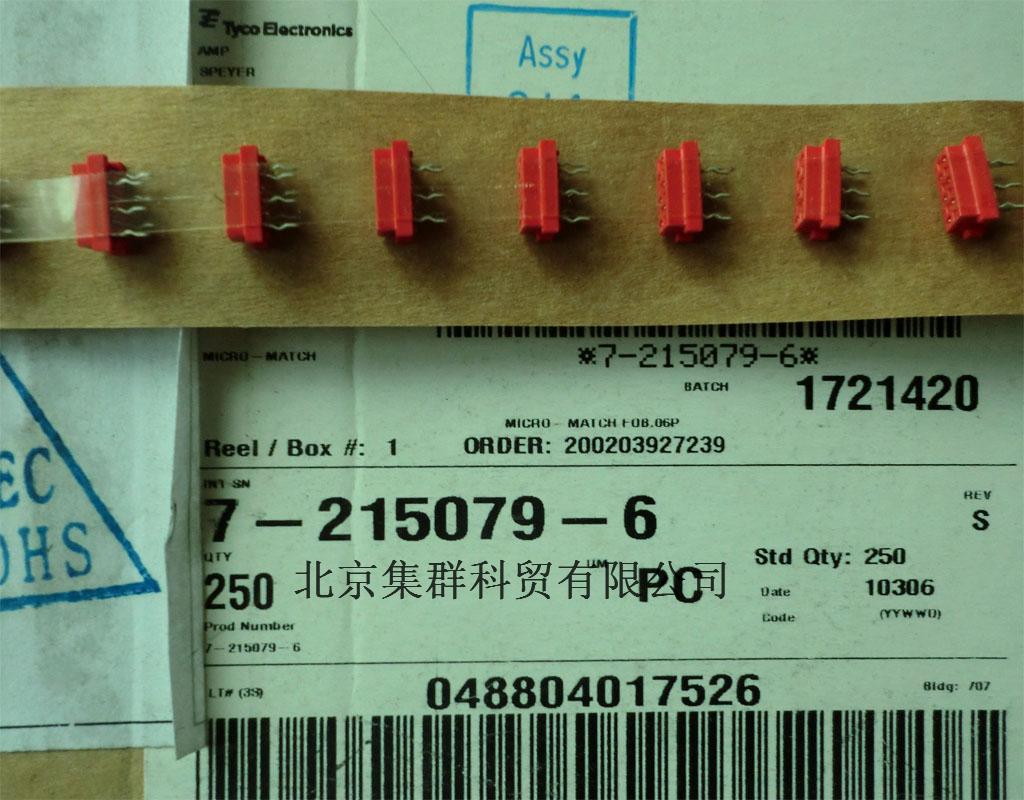 Tyco Electronics
AMP
SPEYER
Assy
*7-215079-6*
MICRO-MATCH
BATCH 1721420
MICRO - MATCH FOB.06P
Reel / Box #: 1 ORDER: 200203927239
INT-SN
7-215079-6
REV
S
QTY
250
UM
PC
Std Qty: 250
Date 10306
Code (YYWWD)
北京集群科贸有限公司
Prod Number
7-215079-6
LT# (3S) 048804017526 Bldg: 707
EC
OHS